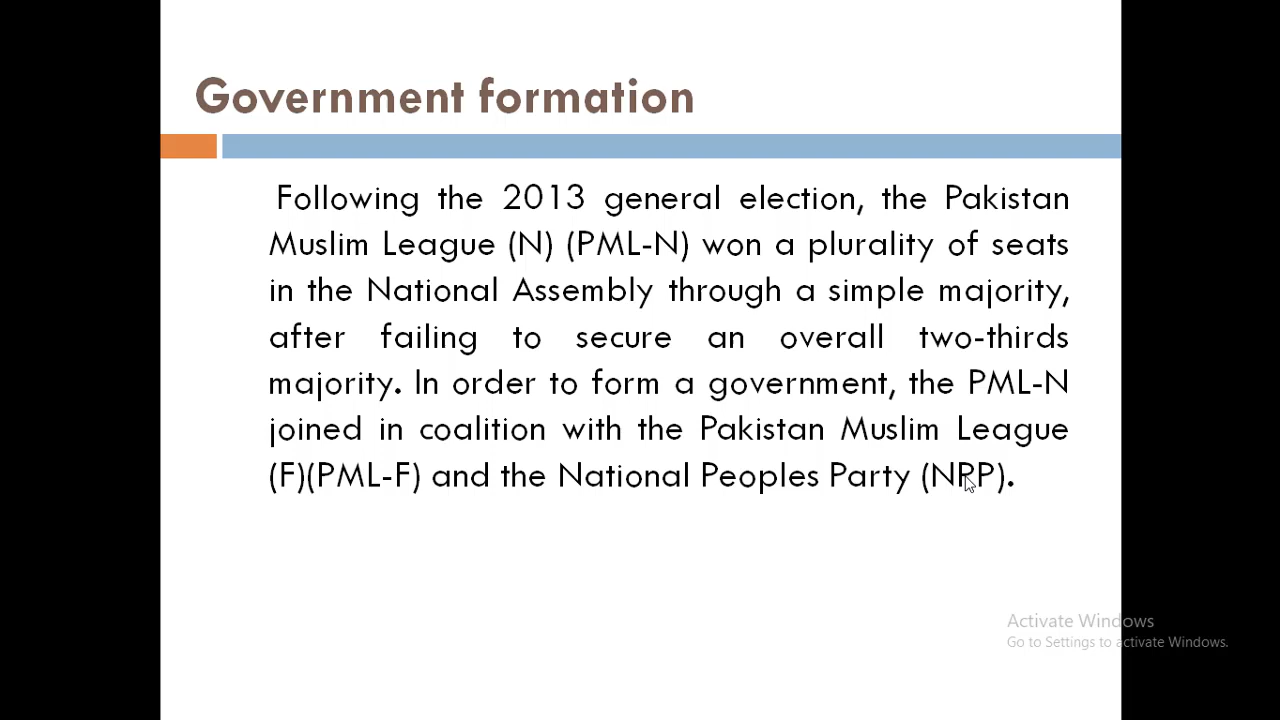 Government formation
Following the 2013 general election, the Pakistan
Muslim League (N) (PML-N) won a plurality of seats
in the National Assembly through a simple majority,
after failing to secure an overall two-thirds
majority. In order to form a government, the PML-N
joined in coalition with the Pakistan Muslim League
(F)(PML-F) and the National Peoples Party (NPP).
Activate Windows
Go to Settings to activate Windows.